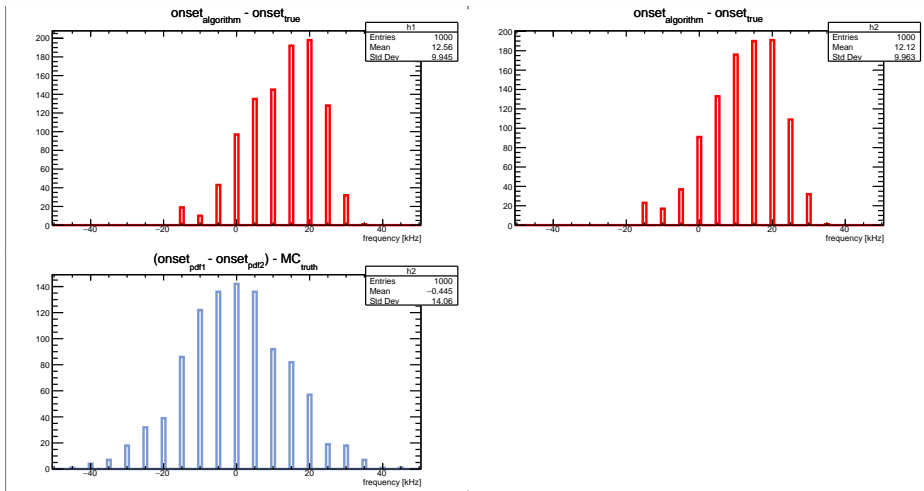 onset_algorithm - onset_true
h1
Entries 1000
Mean 12.56
Std Dev 9.945
200
180
160
140
120
100
80
60
40
20
0
−40 −20 0 20 40
frequency [kHz]
onset_algorithm - onset_true
h2
Entries 1000
Mean 12.12
Std Dev 9.963
200
180
160
140
120
100
80
60
40
20
0
−40 −20 0 20 40
frequency [kHz]
(onset_pdf1 - onset_pdf2) - MC_truth
h2
Entries 1000
Mean −0.445
Std Dev 14.06
140
120
100
80
60
40
20
0
−40 −20 0 20 40
frequency [kHz]